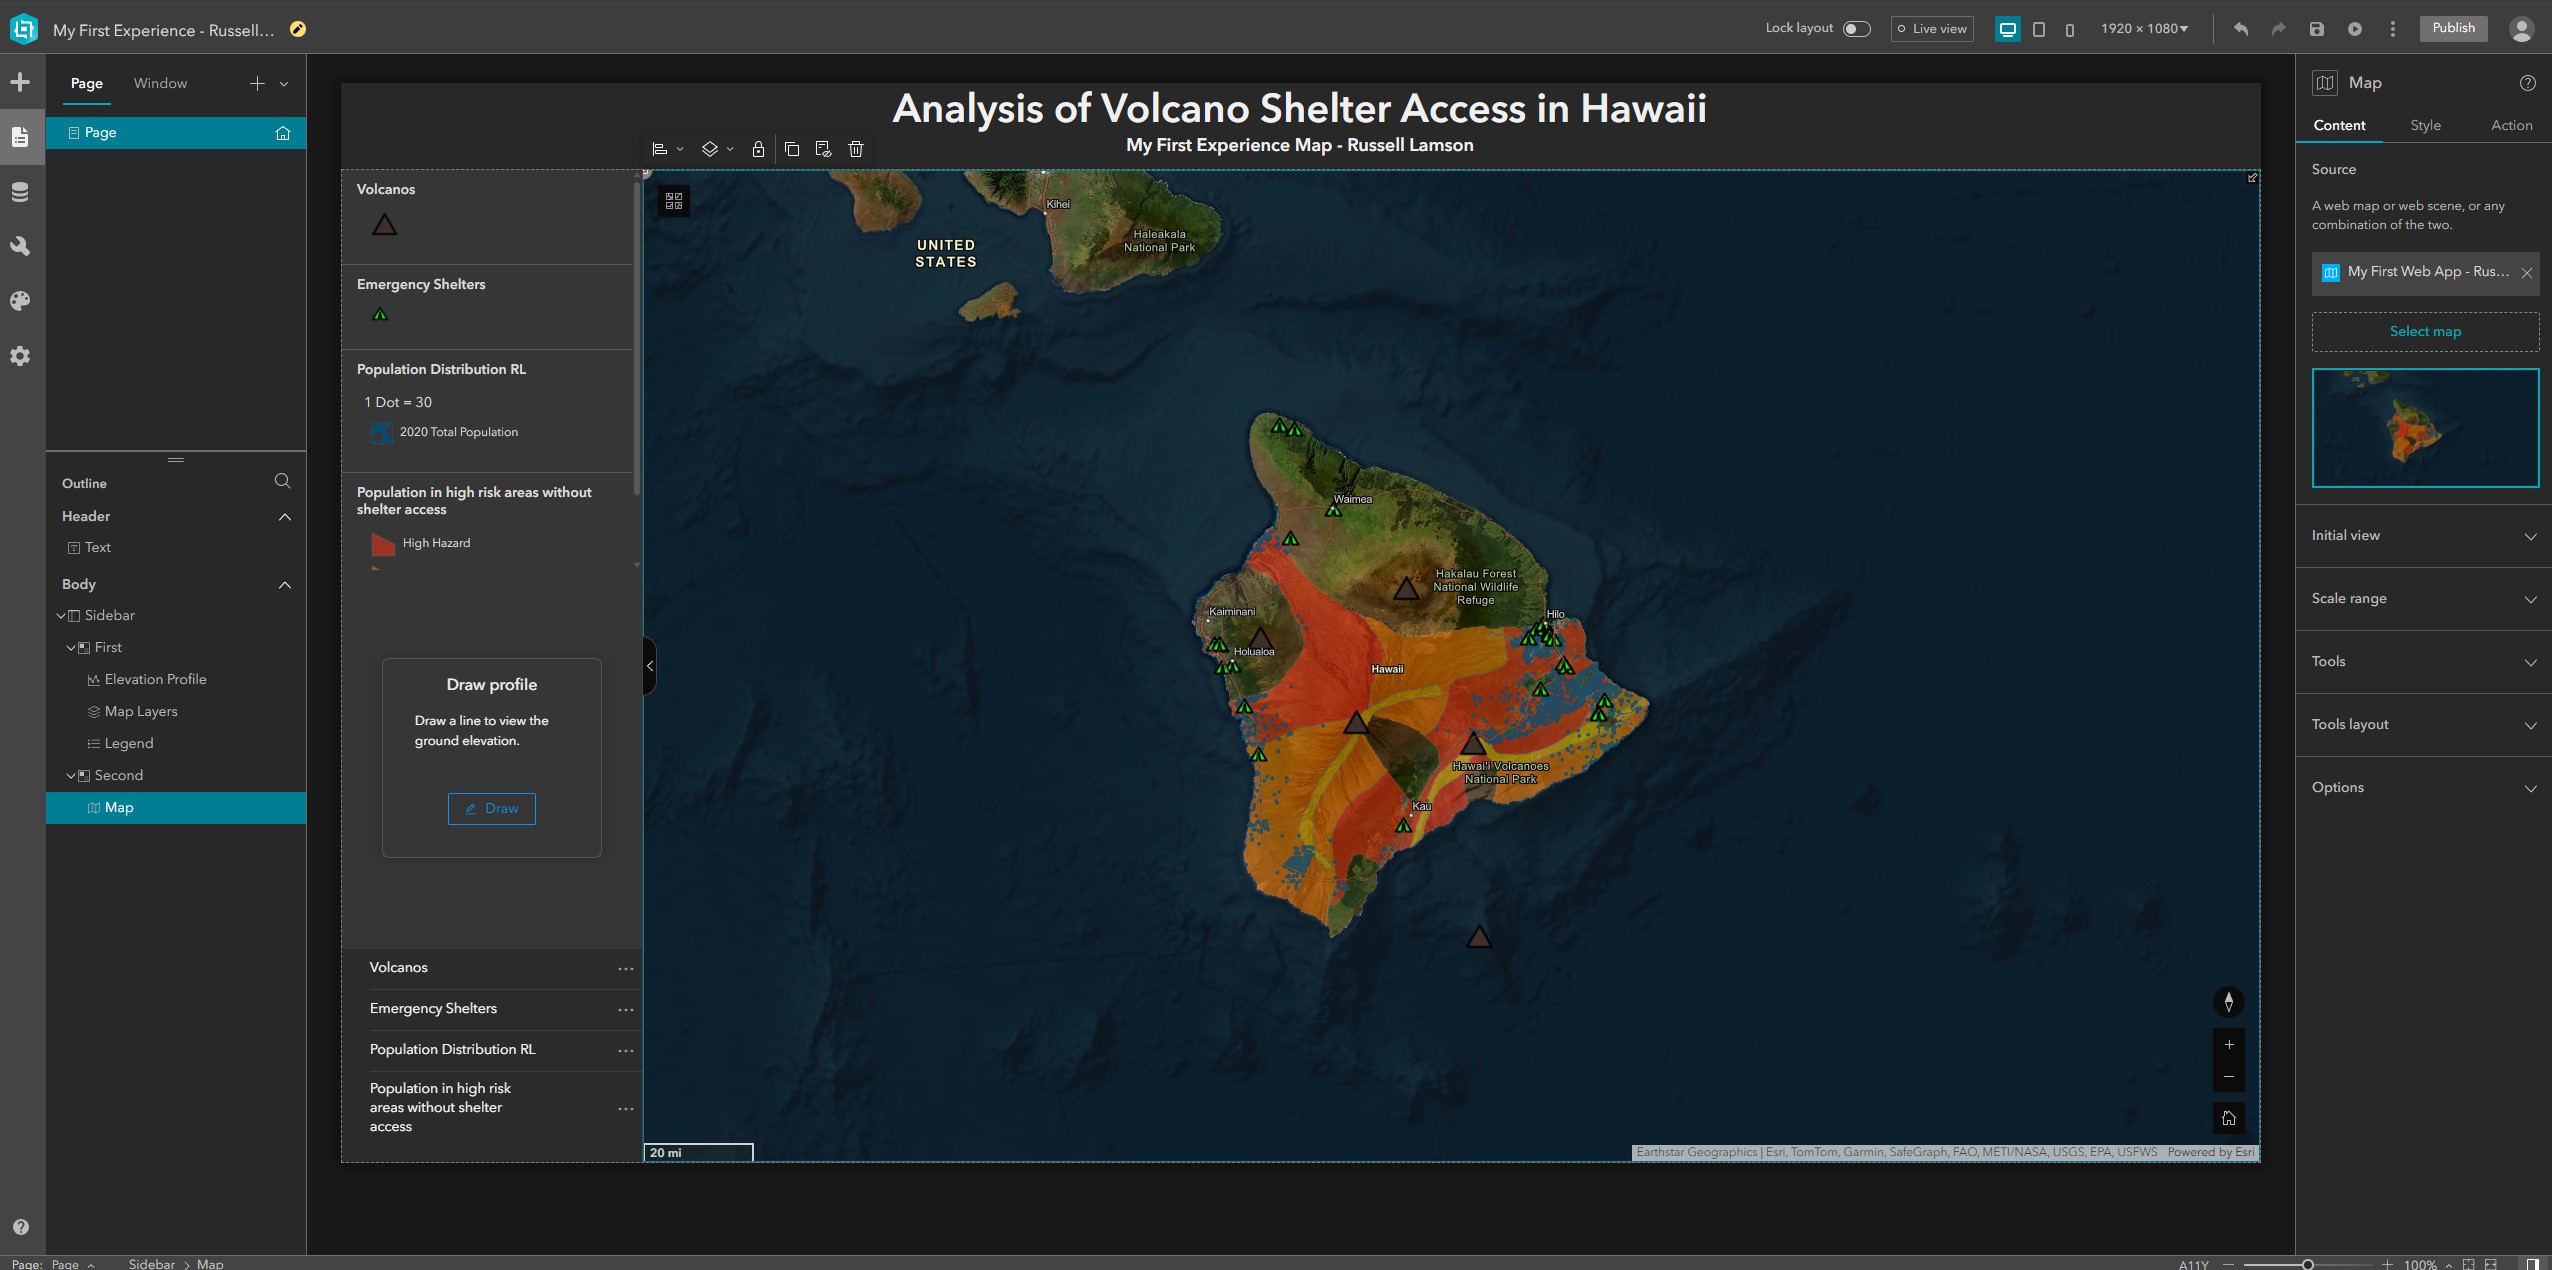 My First Experience - Russell...
Lock layout
Live view
1920 × 1080
Publish
Page
Window
Page
Outline
Header
Text
Body
Sidebar
First
Elevation Profile
Map Layers
Legend
Second
Map
Analysis of Volcano Shelter Access in Hawaii
My First Experience Map - Russell Lamson
Volcanos
Emergency Shelters
Population Distribution RL
1 Dot = 30
2020 Total Population
Population in high risk areas without
shelter access
High Hazard
Draw profile
Draw a line to view the
ground elevation.
Draw
Volcanos
Emergency Shelters
Population Distribution RL
Population in high risk
areas without shelter
access
Kihei
Haleakala
National Park
UNITED
STATES
Waimea
Hakalau Forest
National Wildlife
Refuge
Kaiminani
Hilo
Holualoa
Hawaii
Hawai'i Volcanoes
National Park
Kau
20 mi
Earthstar Geographics | Esri, TomTom, Garmin, SafeGraph, FAO, METI/NASA, USGS, EPA, USFWS
Powered by Esri
Map
Content
Style
Action
Source
A web map or web scene, or any
combination of the two.
My First Web App - Rus...
Select map
Initial view
Scale range
Tools
Tools layout
Options
Page: Page
Sidebar > Map
A11Y
100%